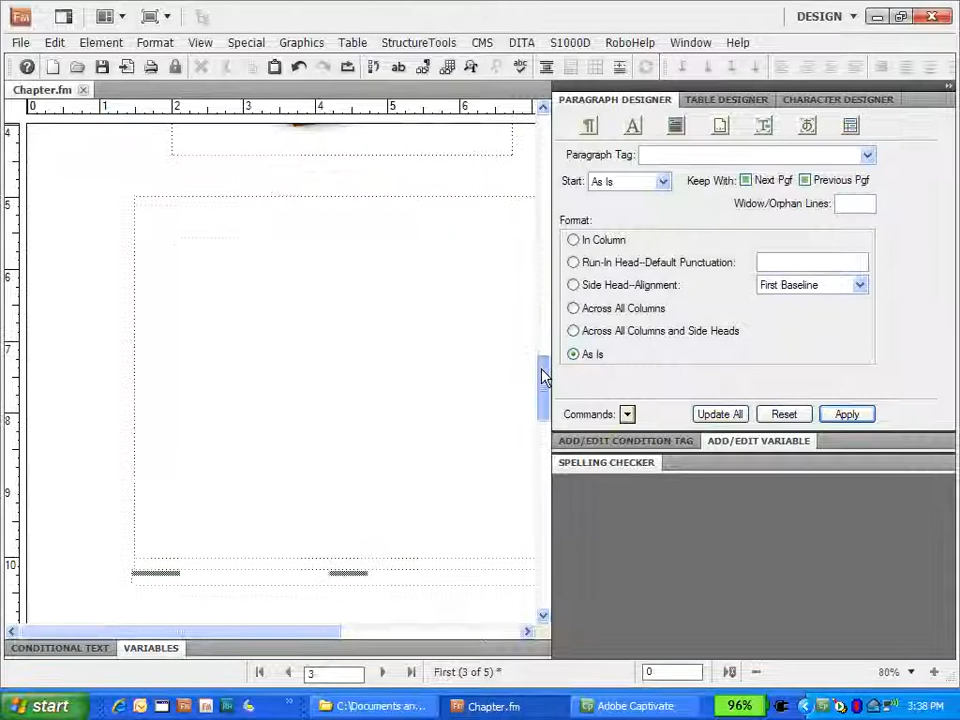 Fm
DESIGN
File Edit Element Format View Special Graphics Table StructureTools CMS DITA S1000D RoboHelp Window Help
Chapter.fm
PARAGRAPH DESIGNER TABLE DESIGNER CHARACTER DESIGNER
0 1 2 3 4 5 6
4
5
6
7
8
9
10
Paragraph Tag:
Start: As Is Keep With: Next Pgf Previous Pgf
Widow/Orphan Lines:
Format:
In Column
Run-In Head--Default Punctuation:
Side Head--Alignment: First Baseline
Across All Columns
Across All Columns and Side Heads
As Is
Commands: Update All Reset Apply
ADD/EDIT CONDITION TAG ADD/EDIT VARIABLE
SPELLING CHECKER
CONDITIONAL TEXT VARIABLES
3 First (3 of 5) * 0 80%
start C:\Documents an... Chapter.fm Adobe Captivate 96% 3:38 PM